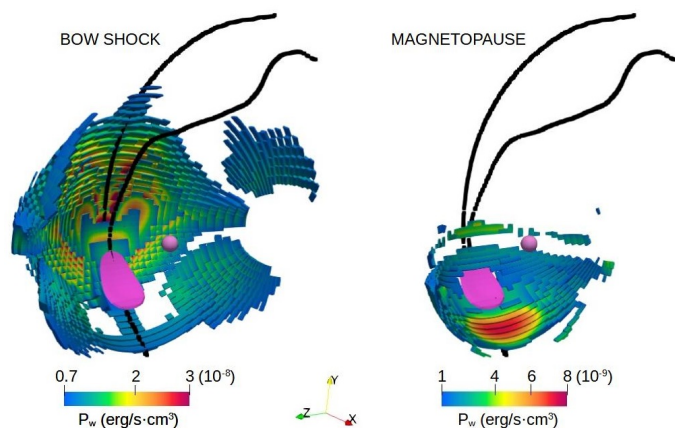 BOW SHOCK
MAGNETOPAUSE
0.7 2 3 (10⁻⁸)
P_w (erg/s·cm³)
Y
Z
X
1 4 6 8 (10⁻⁹)
P_w (erg/s·cm³)